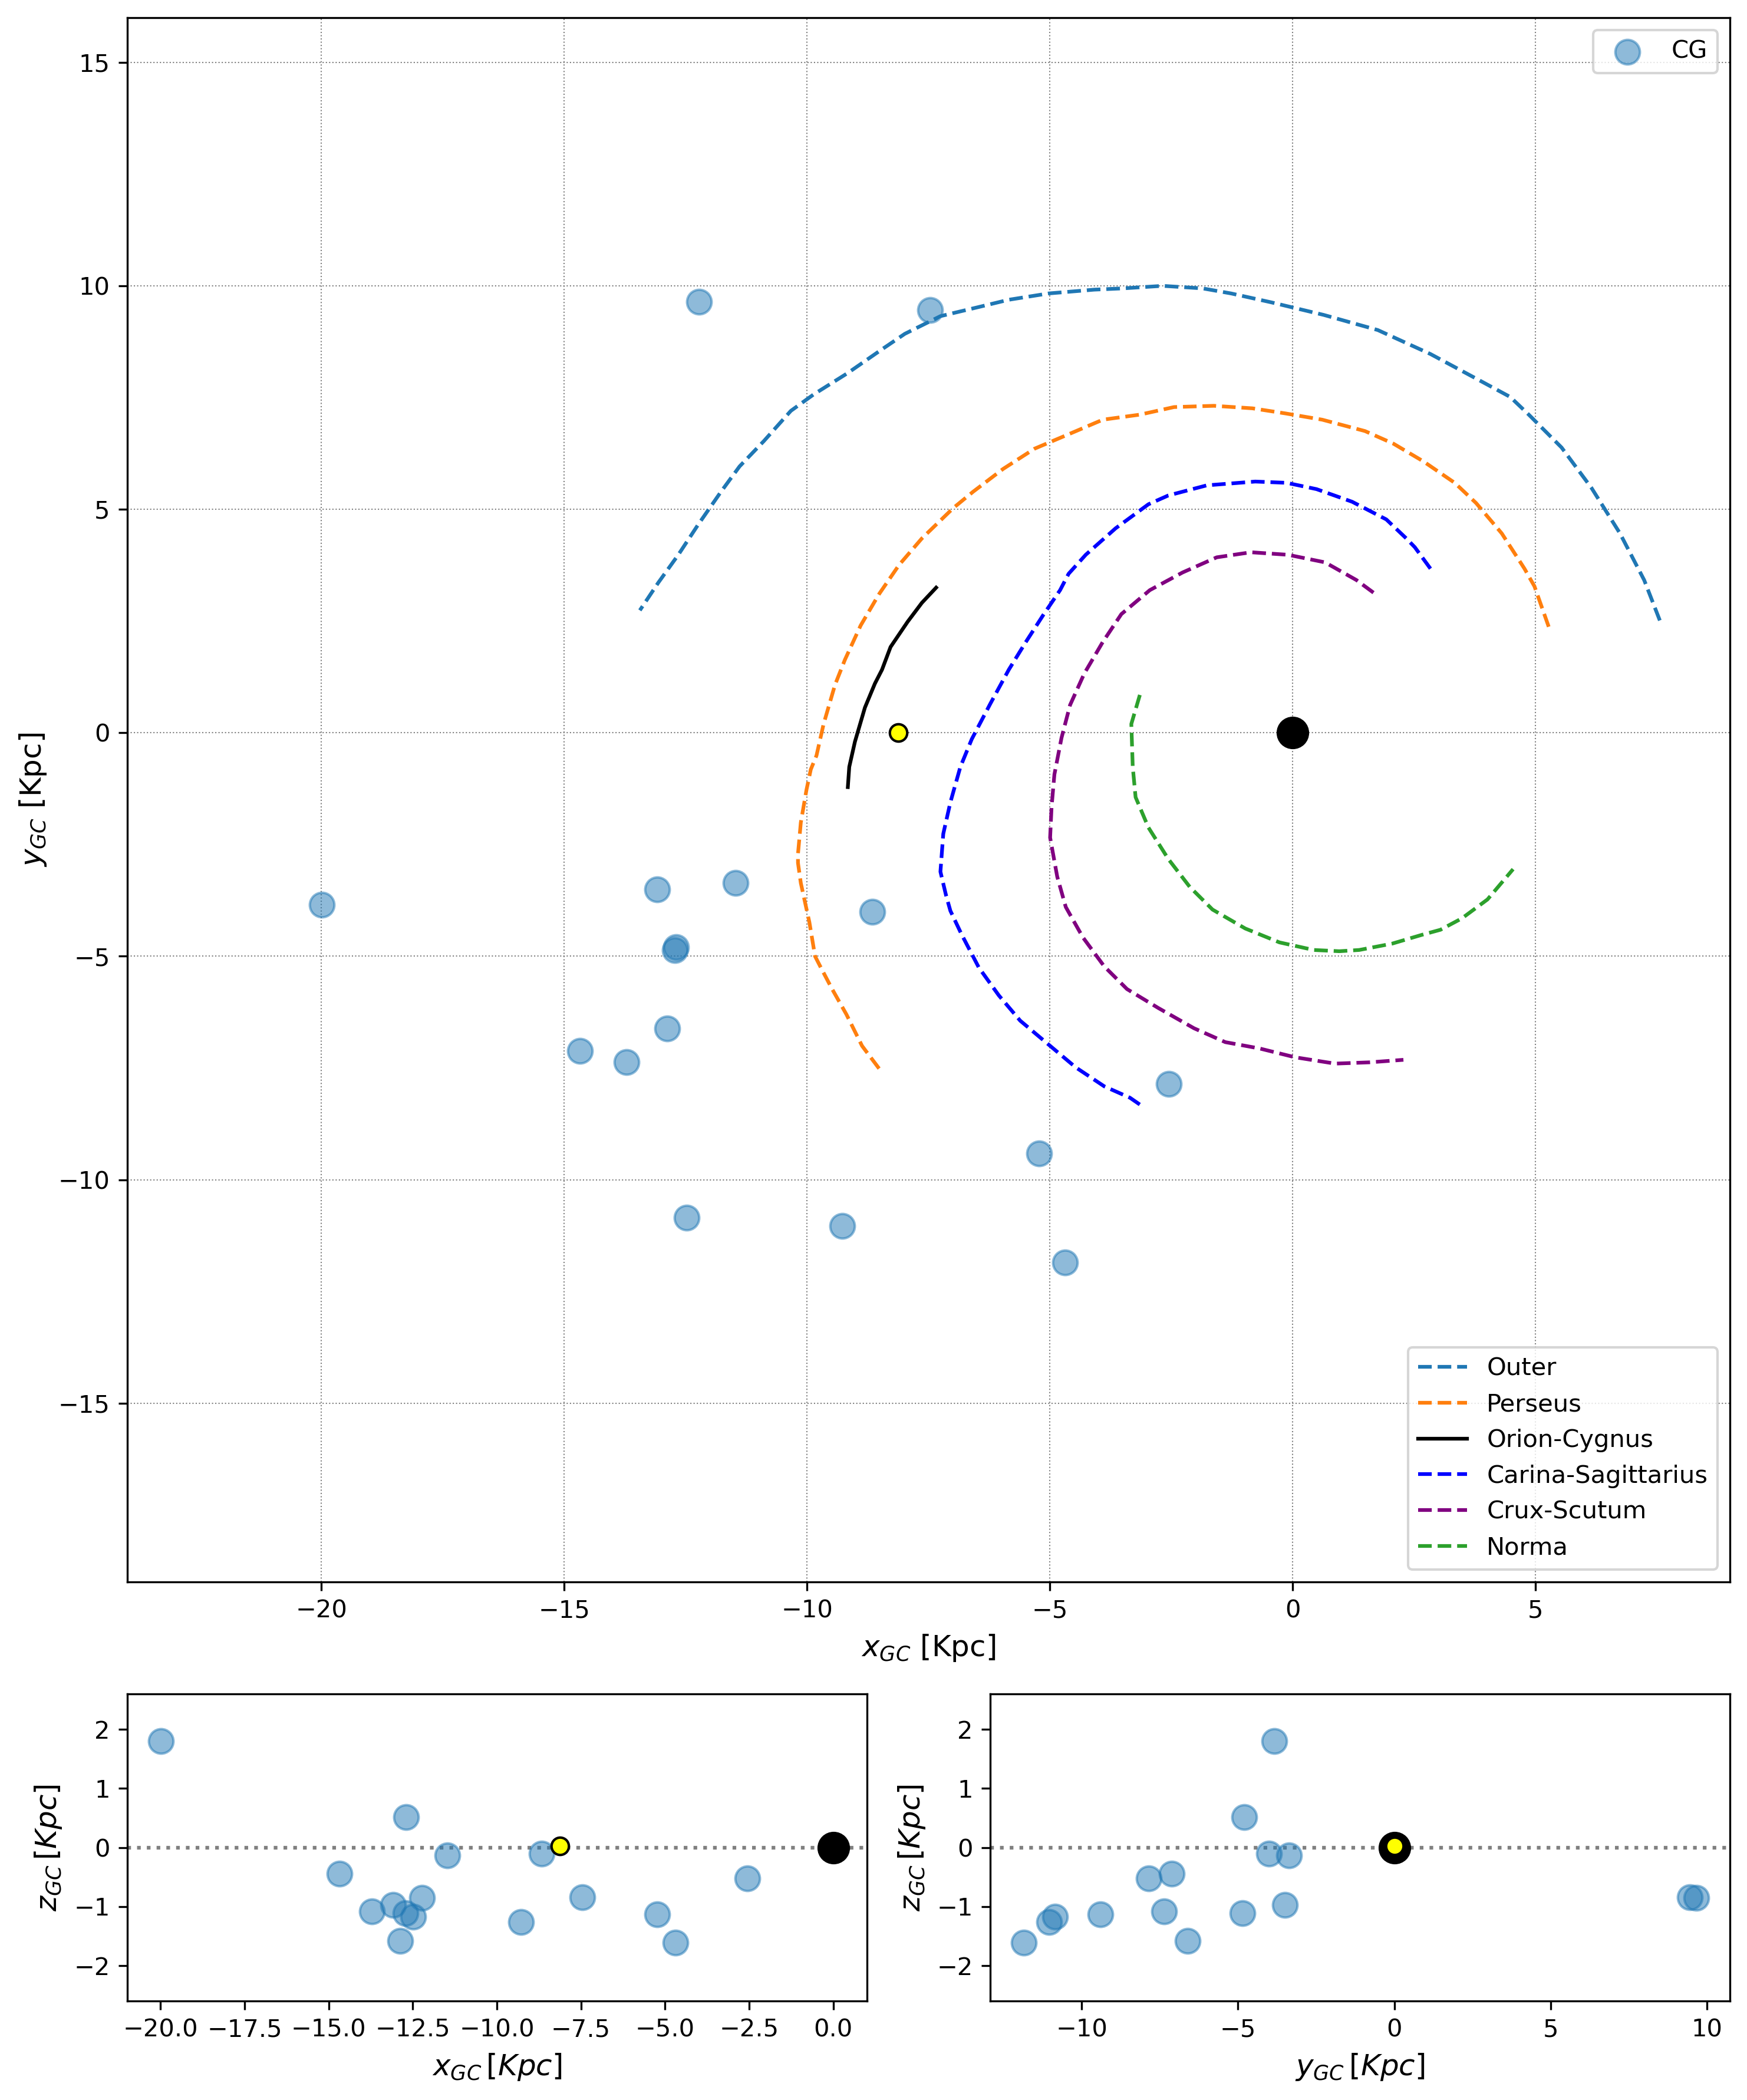 CG
15
10
5
0
−5
−10
−15
y_GC [Kpc]
Outer
Perseus
Orion-Cygnus
Carina-Sagittarius
Crux-Scutum
Norma
−20 −15 −10 −5 0 5
x_GC [Kpc]
2
1
0
−1
−2
z_GC [Kpc]
−20.0 −17.5 −15.0 −12.5 −10.0 −7.5 −5.0 −2.5 0.0
x_GC [Kpc]
2
1
0
−1
−2
z_GC [Kpc]
−10 −5 0 5 10
y_GC [Kpc]